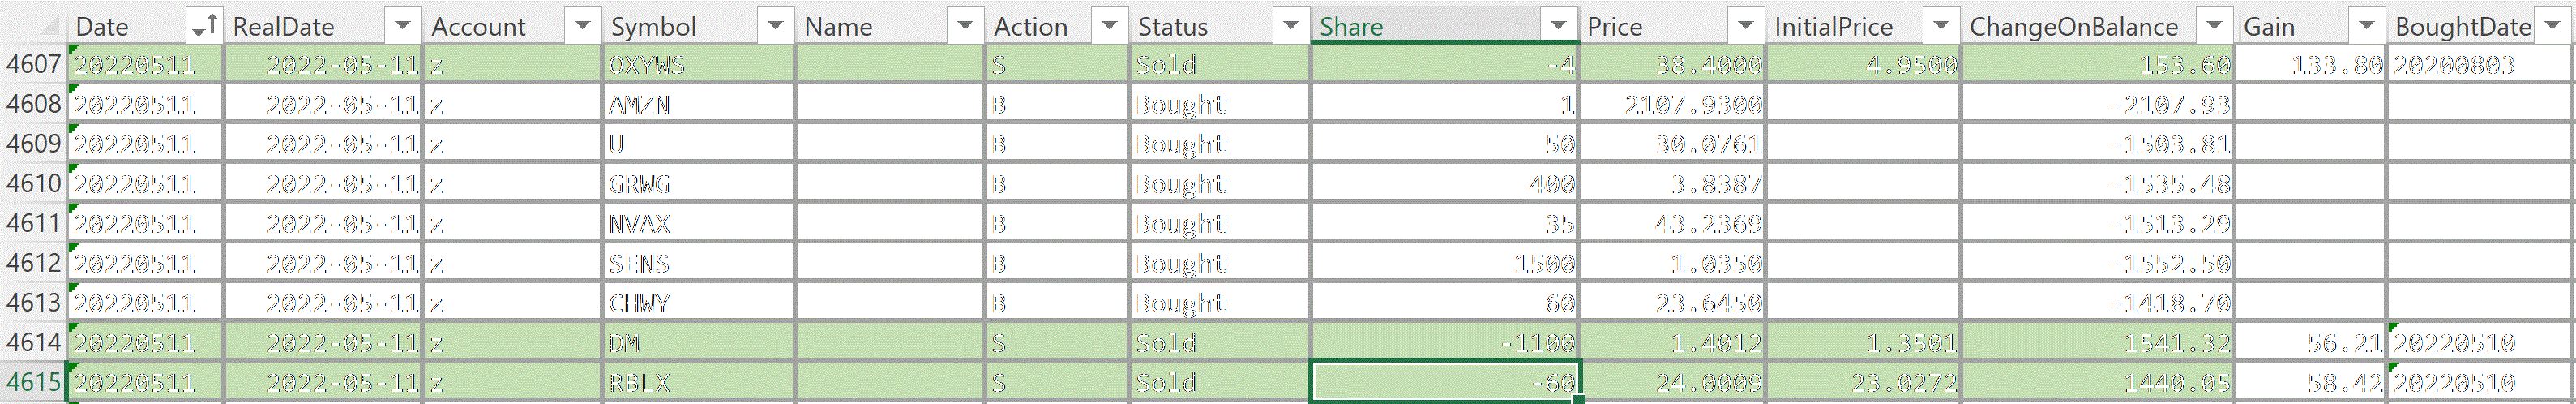 Date RealDate Account Symbol Name Action Status Share Price InitialPrice ChangeOnBalance Gain BoughtDate
4607 20220511 2022-05-11 z OXYWS S Sold -4 38.4000 4.9500 153.60 133.80 20200803
4608 20220511 2022-05-11 z AMZN B Bought 1 2107.9300 -2107.93
4609 20220511 2022-05-11 z U B Bought 50 30.0761 -1503.81
4610 20220511 2022-05-11 z GRWG B Bought 400 3.8387 -1535.48
4611 20220511 2022-05-11 z NVAX B Bought 35 43.2369 -1513.29
4612 20220511 2022-05-11 z SENS B Bought 1500 1.0350 -1552.50
4613 20220511 2022-05-11 z CHWY B Bought 60 23.6450 -1418.70
4614 20220511 2022-05-11 z DM S Sold -1100 1.4012 1.3501 1541.32 56.21 20220510
4615 20220511 2022-05-11 z RBLX S Sold -60 24.0009 23.0272 1440.05 58.42 20220510